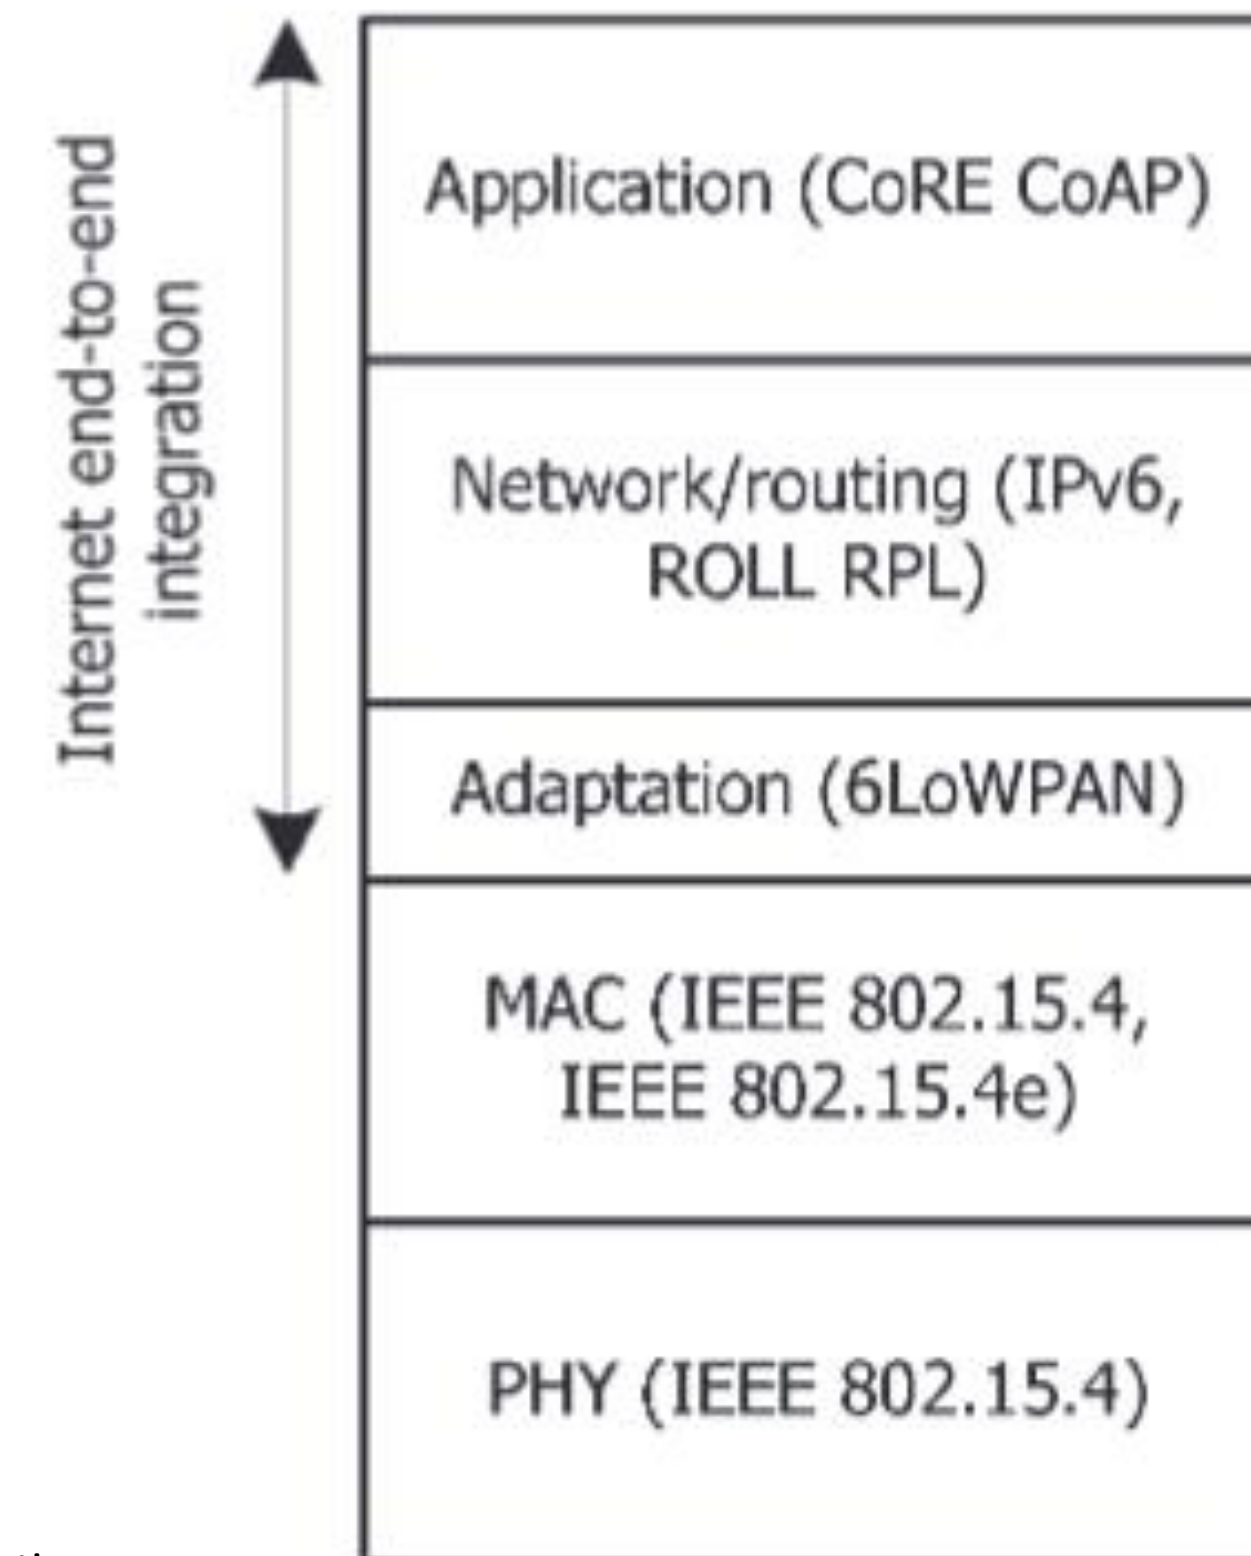 Internet end-to-end
integration
Application (CoRE CoAP)
Network/routing (IPv6,
ROLL RPL)
Adaptation (6LoWPAN)
MAC (IEEE 802.15.4,
IEEE 802.15.4e)
PHY (IEEE 802.15.4)